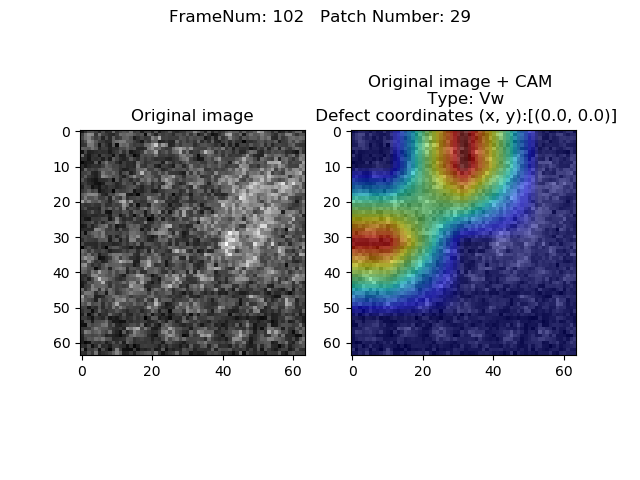 FrameNum: 102   Patch Number: 29
Original image
Original image + CAM
Type: Vw
Defect coordinates (x, y):[(0.0, 0.0)]
0
10
20
30
40
50
60
0 20 40 60
0
10
20
30
40
50
60
0 20 40 60